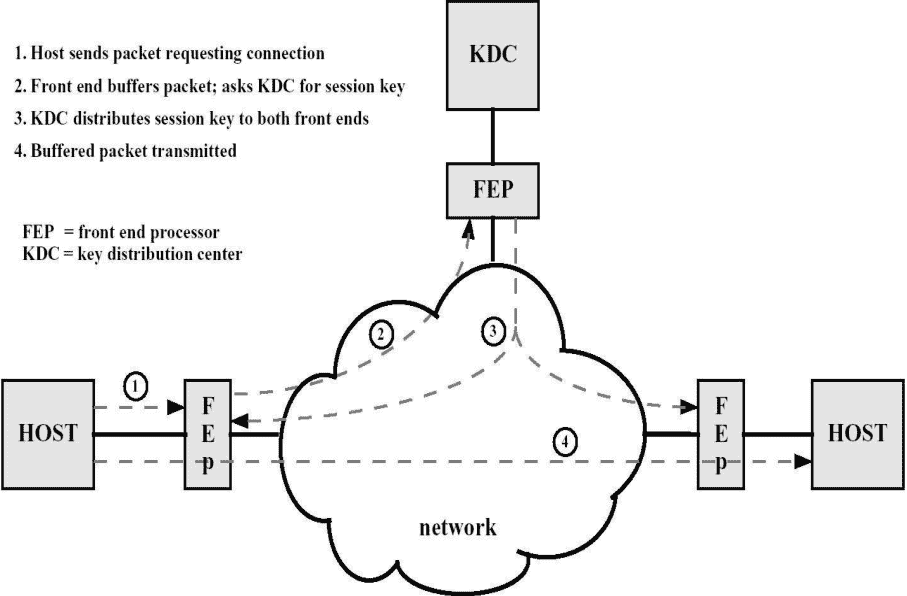 1. Host sends packet requesting connection
2. Front end buffers packet; asks KDC for session key
3. KDC distributes session key to both front ends
4. Buffered packet transmitted
FEP = front end processor
KDC = key distribution center
KDC
FEP
2
3
1
HOST
F
E
p
4
F
E
p
HOST
network